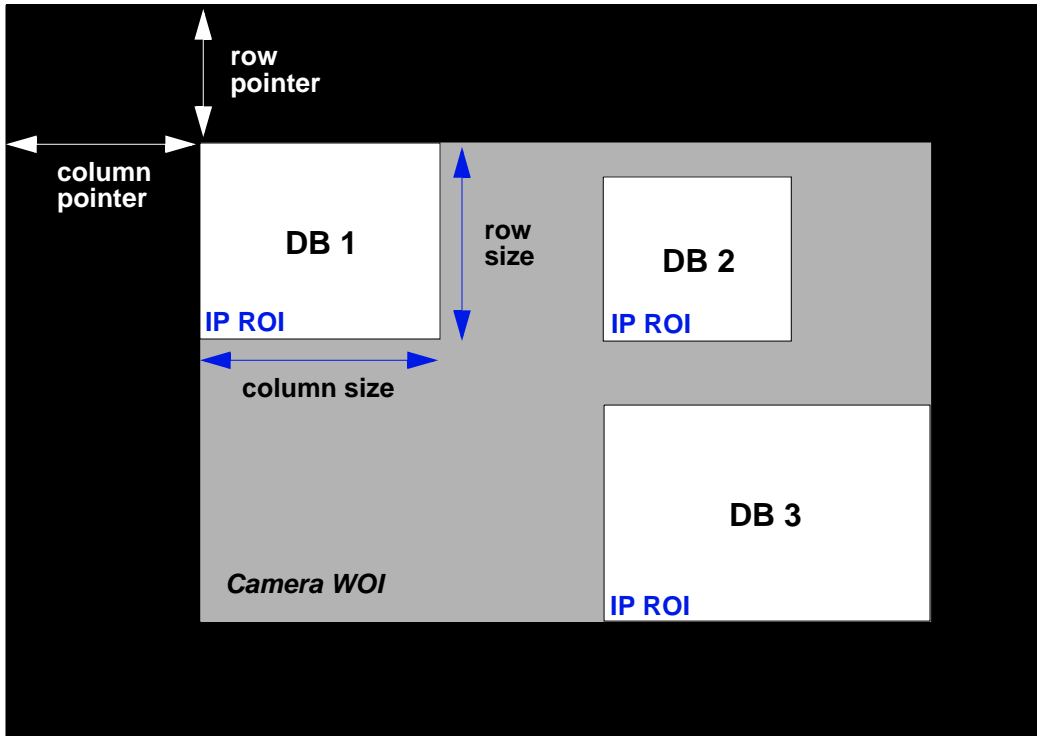 row
pointer
column
pointer
DB 1
row
size
DB 2
IP ROI
IP ROI
column size
DB 3
Camera WOI
IP ROI